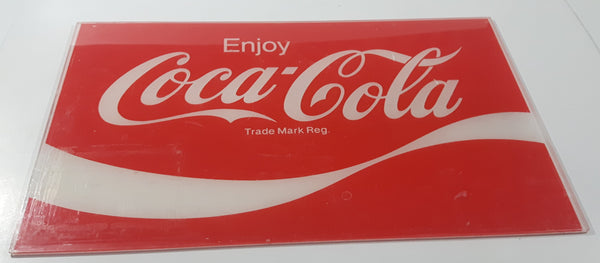 Enjoy
Coca-Cola
Trade Mark Reg.